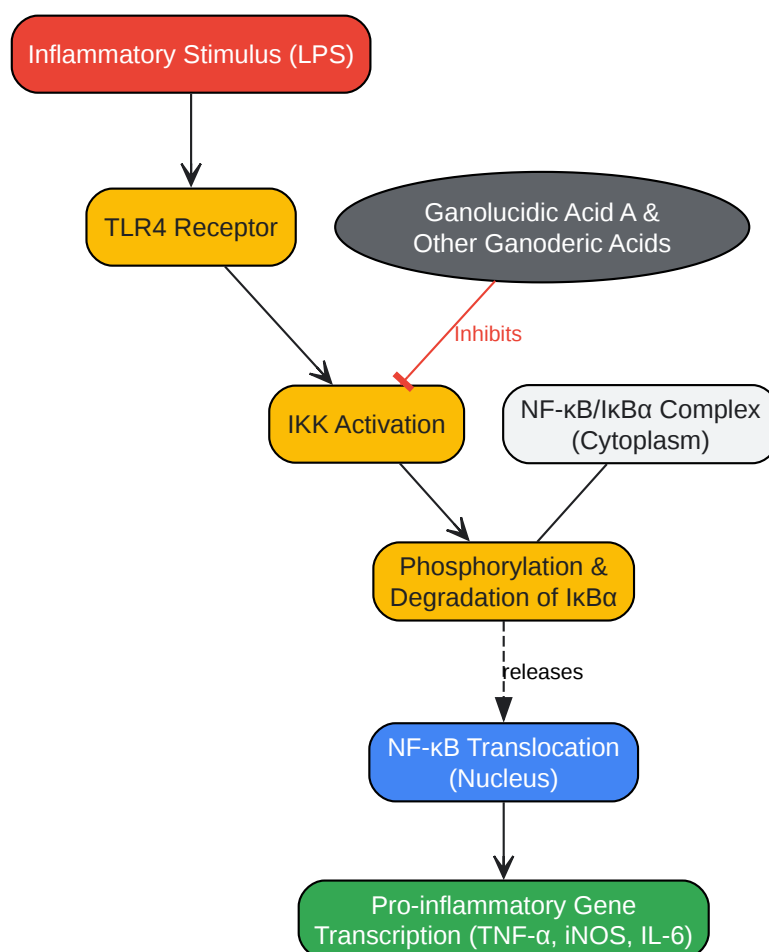 Inflammatory Stimulus (LPS)
TLR4 Receptor
Ganolucidic Acid A &
Other Ganoderic Acids
Inhibits
IKK Activation
NF-κB/IκBα Complex
(Cytoplasm)
Phosphorylation &
Degradation of IκBα
releases
NF-κB Translocation
(Nucleus)
Pro-inflammatory Gene
Transcription (TNF-α, iNOS, IL-6)